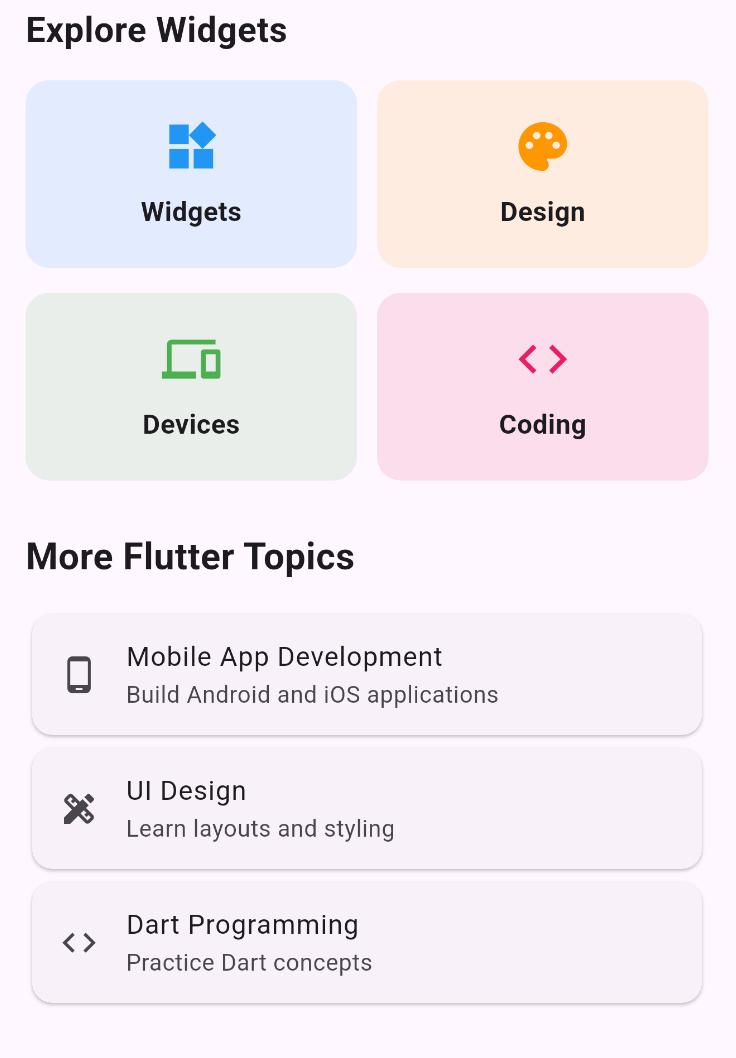 Explore Widgets
Widgets
Design
Devices
Coding
More Flutter Topics
Mobile App Development
Build Android and iOS applications
UI Design
Learn layouts and styling
Dart Programming
Practice Dart concepts